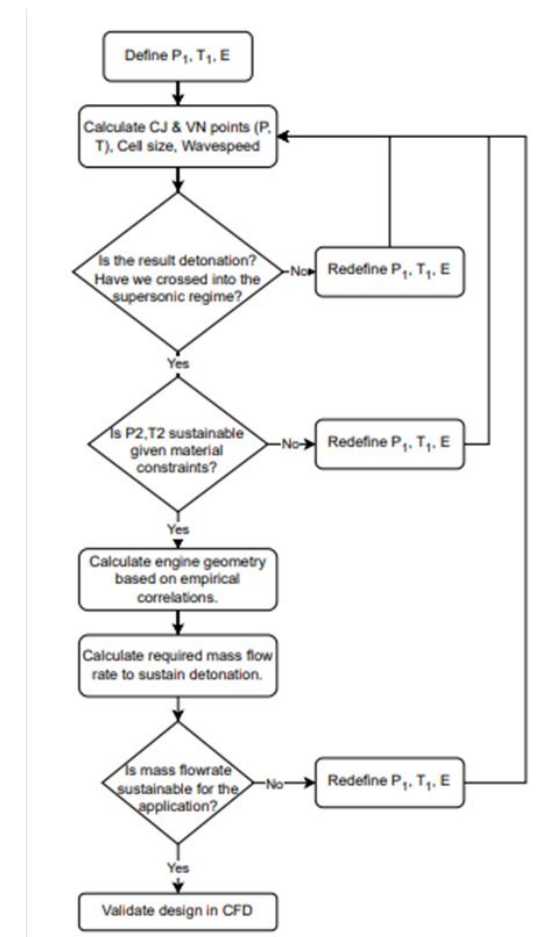 Define P₁, T₁, E
Calculate CJ & VN points (P,
T), Cell size, Wavespeed
Is the result detonation?
Have we crossed into the
supersonic regime?
No
Redefine P₁, T₁, E
Yes
Is P2,T2 sustainable
given material
constraints?
No
Redefine P₁, T₁, E
Yes
Calculate engine geometry
based on empirical
correlations.
Calculate required mass flow
rate to sustain detonation.
Is mass flowrate
sustainable for the
application?
No
Redefine P₁, T₁, E
Yes
Validate design in CFD